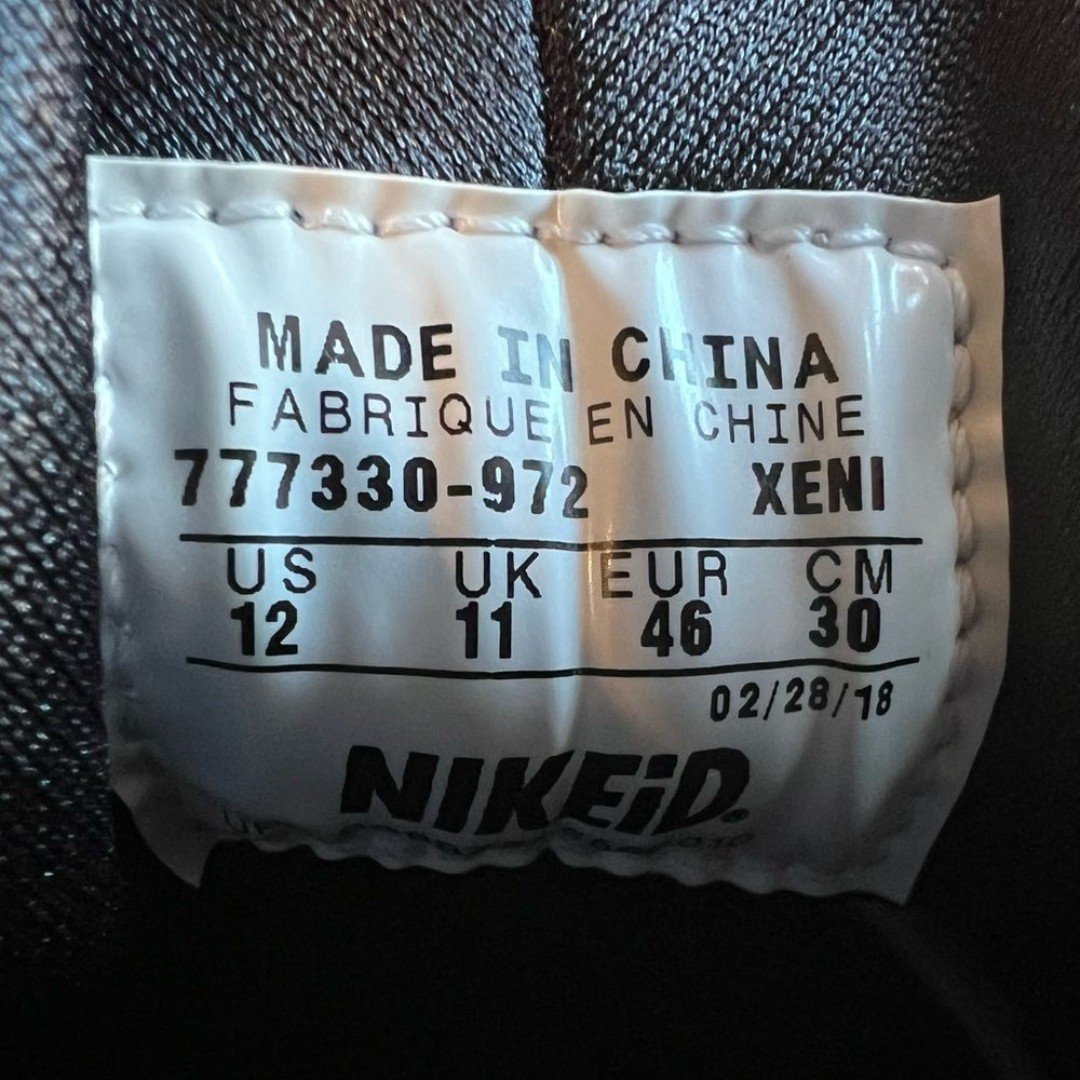 MADE IN CHINA
FABRIQUE EN CHINE
777330-972 XENI
US UK EUR CM
12 11 46 30
02/28/18
NIKEiD.